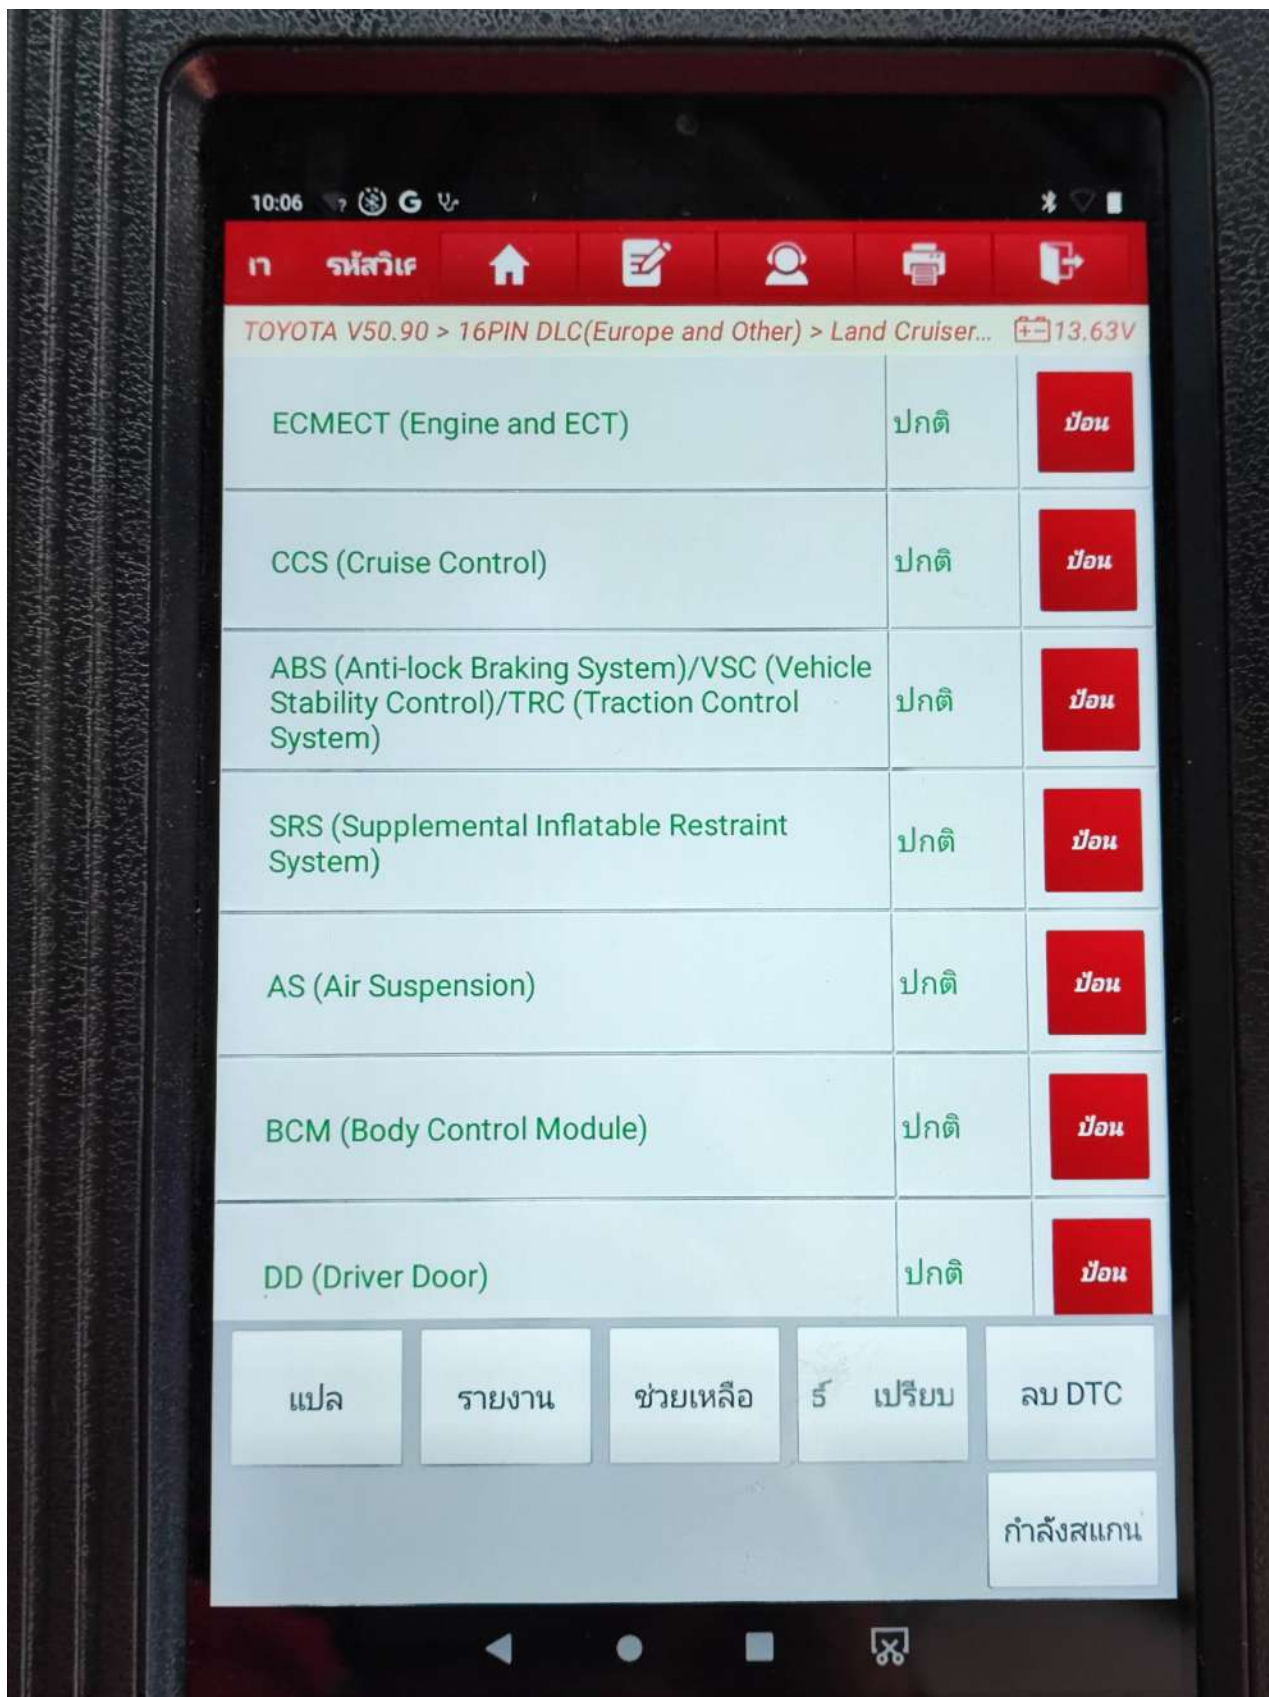 10:06
รหัสวิเค
TOYOTA V50.90 > 16PIN DLC(Europe and Other) > Land Cruiser... 13.63V
ECMECT (Engine and ECT) ปกติ ป้อน
CCS (Cruise Control) ปกติ ป้อน
ABS (Anti-lock Braking System)/VSC (Vehicle
Stability Control)/TRC (Traction Control
System) ปกติ ป้อน
SRS (Supplemental Inflatable Restraint
System) ปกติ ป้อน
AS (Air Suspension) ปกติ ป้อน
BCM (Body Control Module) ปกติ ป้อน
DD (Driver Door) ปกติ ป้อน
แปล รายงาน ช่วยเหลือ เปรียบ ลบ DTC
กำลังสแกน